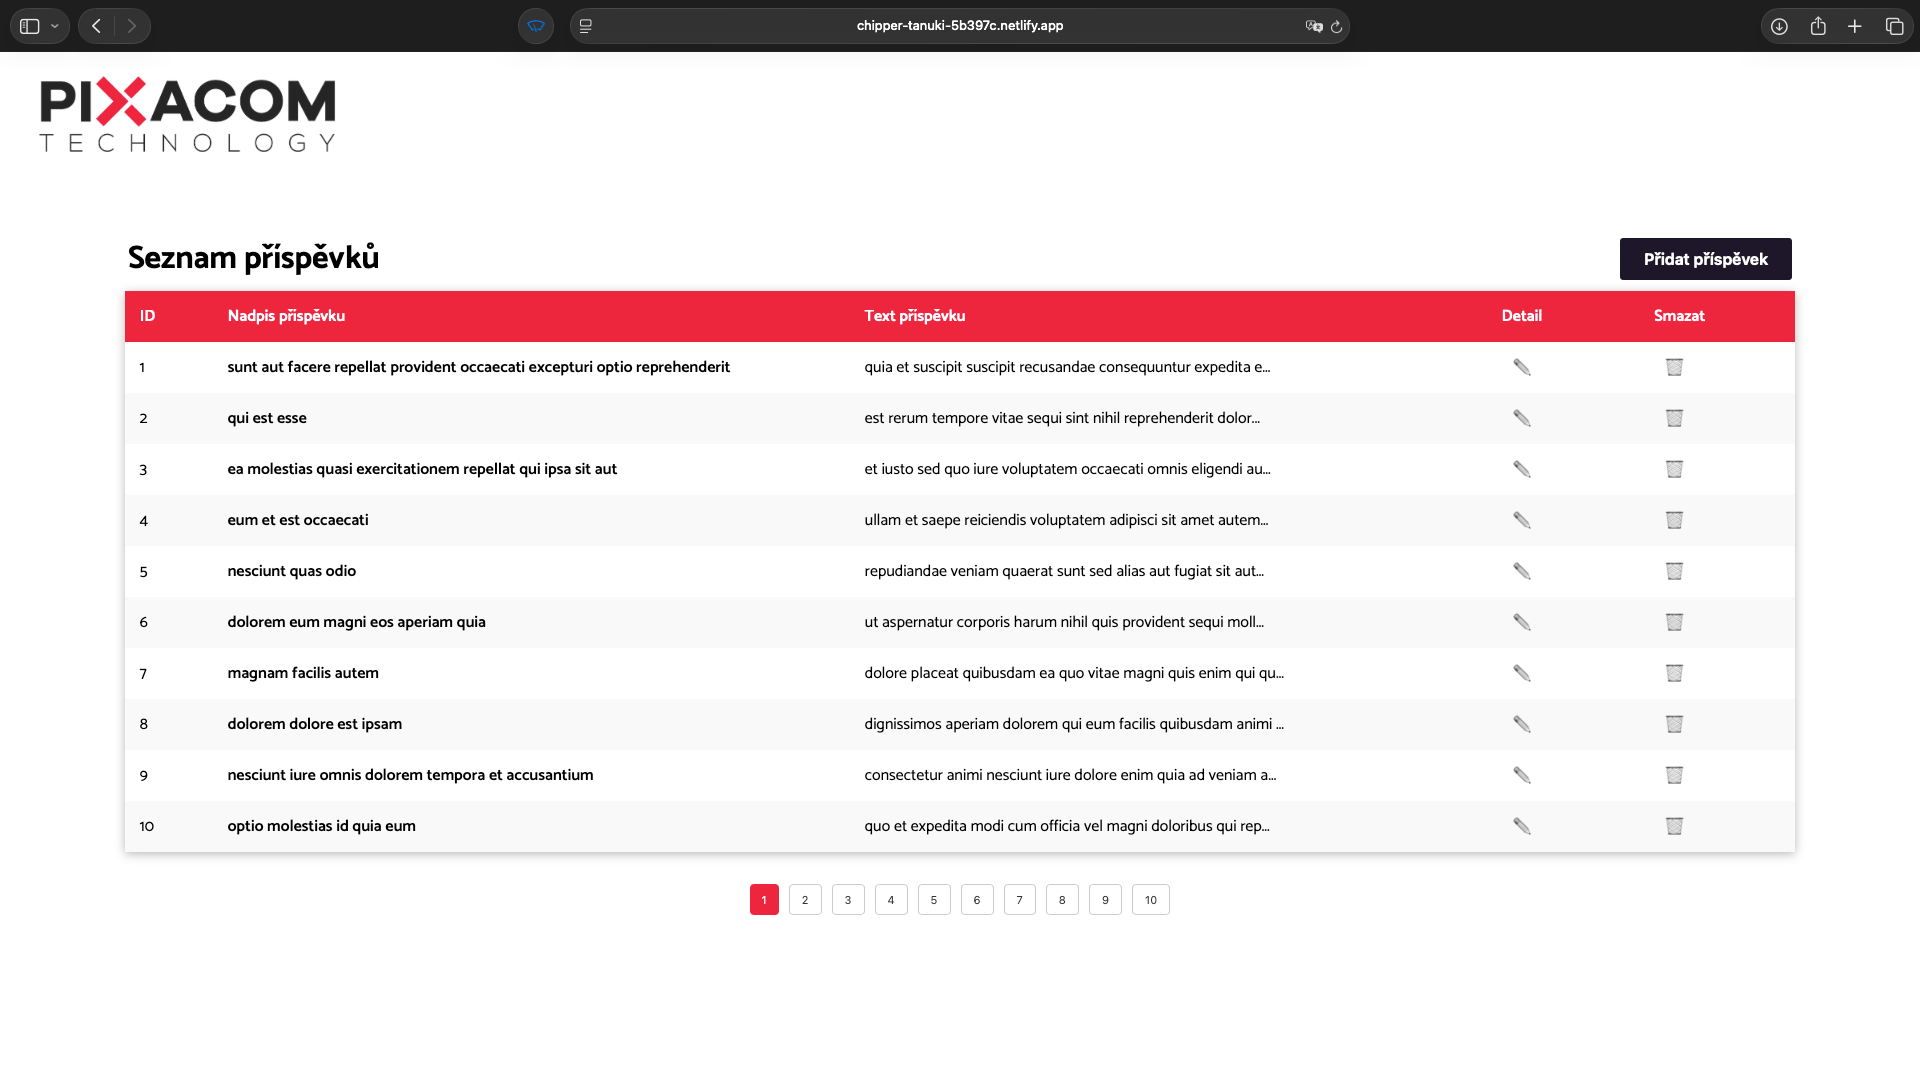 chipper-tanuki-5b397c.netlify.app
PIXACOM
TECHNOLOGY
Seznam příspěvků
Přidat příspěvek
ID Nadpis příspěvku Text příspěvku Detail Smazat
1 sunt aut facere repellat provident occaecati excepturi optio reprehenderit quia et suscipit suscipit recusandae consequuntur expedita e...
2 qui est esse est rerum tempore vitae sequi sint nihil reprehenderit dolor...
3 ea molestias quasi exercitationem repellat qui ipsa sit aut et iusto sed quo iure voluptatem occaecati omnis eligendi au...
4 eum et est occaecati ullam et saepe reiciendis voluptatem adipisci sit amet autem...
5 nesciunt quas odio repudiandae veniam quaerat sunt sed alias aut fugiat sit aut...
6 dolorem eum magni eos aperiam quia ut aspernatur corporis harum nihil quis provident sequi moll...
7 magnam facilis autem dolore placeat quibusdam ea quo vitae magni quis enim qui qu...
8 dolorem dolore est ipsam dignissimos aperiam dolorem qui eum facilis quibusdam animi ...
9 nesciunt iure omnis dolorem tempora et accusantium consectetur animi nesciunt iure dolore enim quia ad veniam a...
10 optio molestias id quia eum quo et expedita modi cum officia vel magni doloribus qui rep...
1 2 3 4 5 6 7 8 9 10